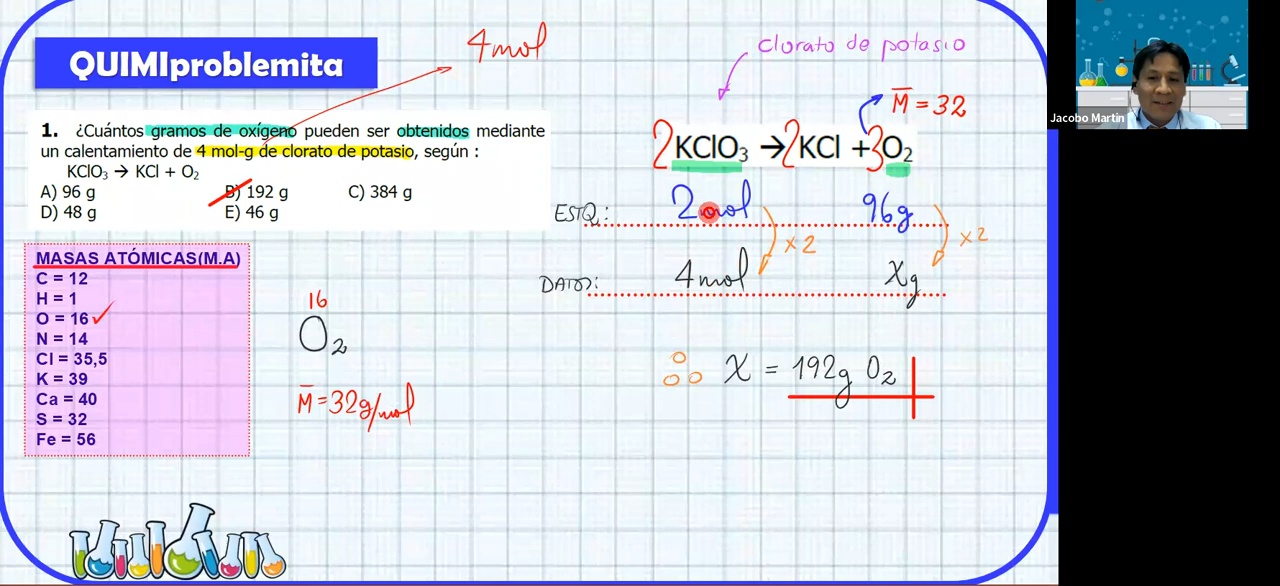 QUIMIproblemita
4mol
clorato de potasio
M̅ = 32
Jacobo Martin
1. ¿Cuántos gramos de oxígeno pueden ser obtenidos mediante
un calentamiento de 4 mol-g de clorato de potasio, según :
KClO₃ → KCl + O₂
A) 96 g B) 192 g C) 384 g
D) 48 g E) 46 g
2KClO₃ → 2KCl + 3O₂
ESTQ: 2mol 96g
x2 x2
DATOS: 4mol Xg
MASAS ATÓMICAS(M.A)
C = 12
H = 1
O = 16
N = 14
Cl = 35,5
K = 39
Ca = 40
S = 32
Fe = 56
16
O₂
M̅ = 32g/mol
X = 192g O₂